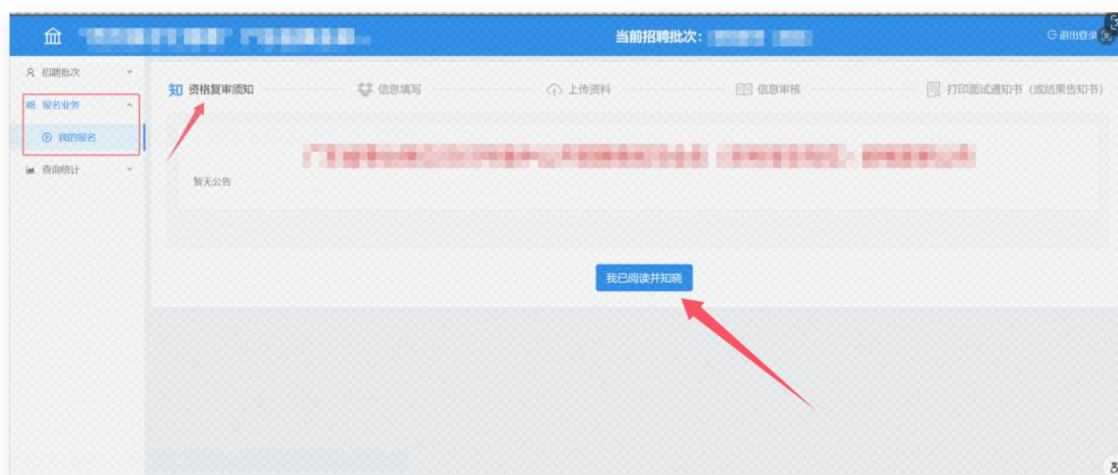 当前招聘批次:
退出登录
招聘批次
报名业务
我的报名
查询统计
知 资格复审须知
信息填写
上传资料
信息审核
打印面试通知书（或结果告知书）
暂无公告
我已阅读并知晓